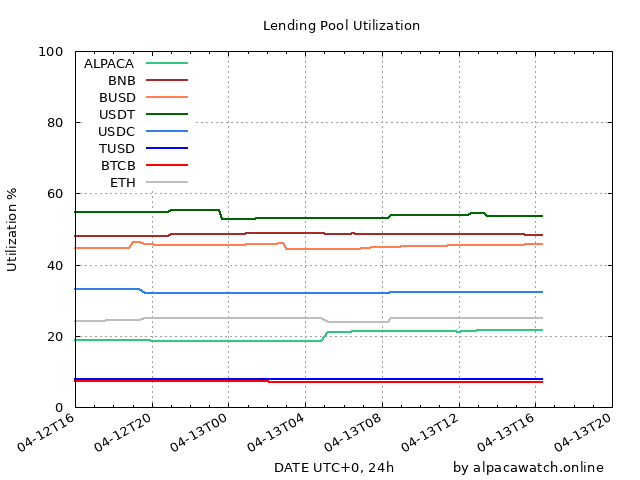 Lending Pool Utilization
100
80
60
40
20
0
Utilization %
ALPACA
BNB
BUSD
USDT
USDC
TUSD
BTCB
ETH
04-12T16
04-12T20
04-13T00
04-13T04
04-13T08
04-13T12
04-13T16
04-13T20
DATE UTC+0, 24h
by alpacawatch.online